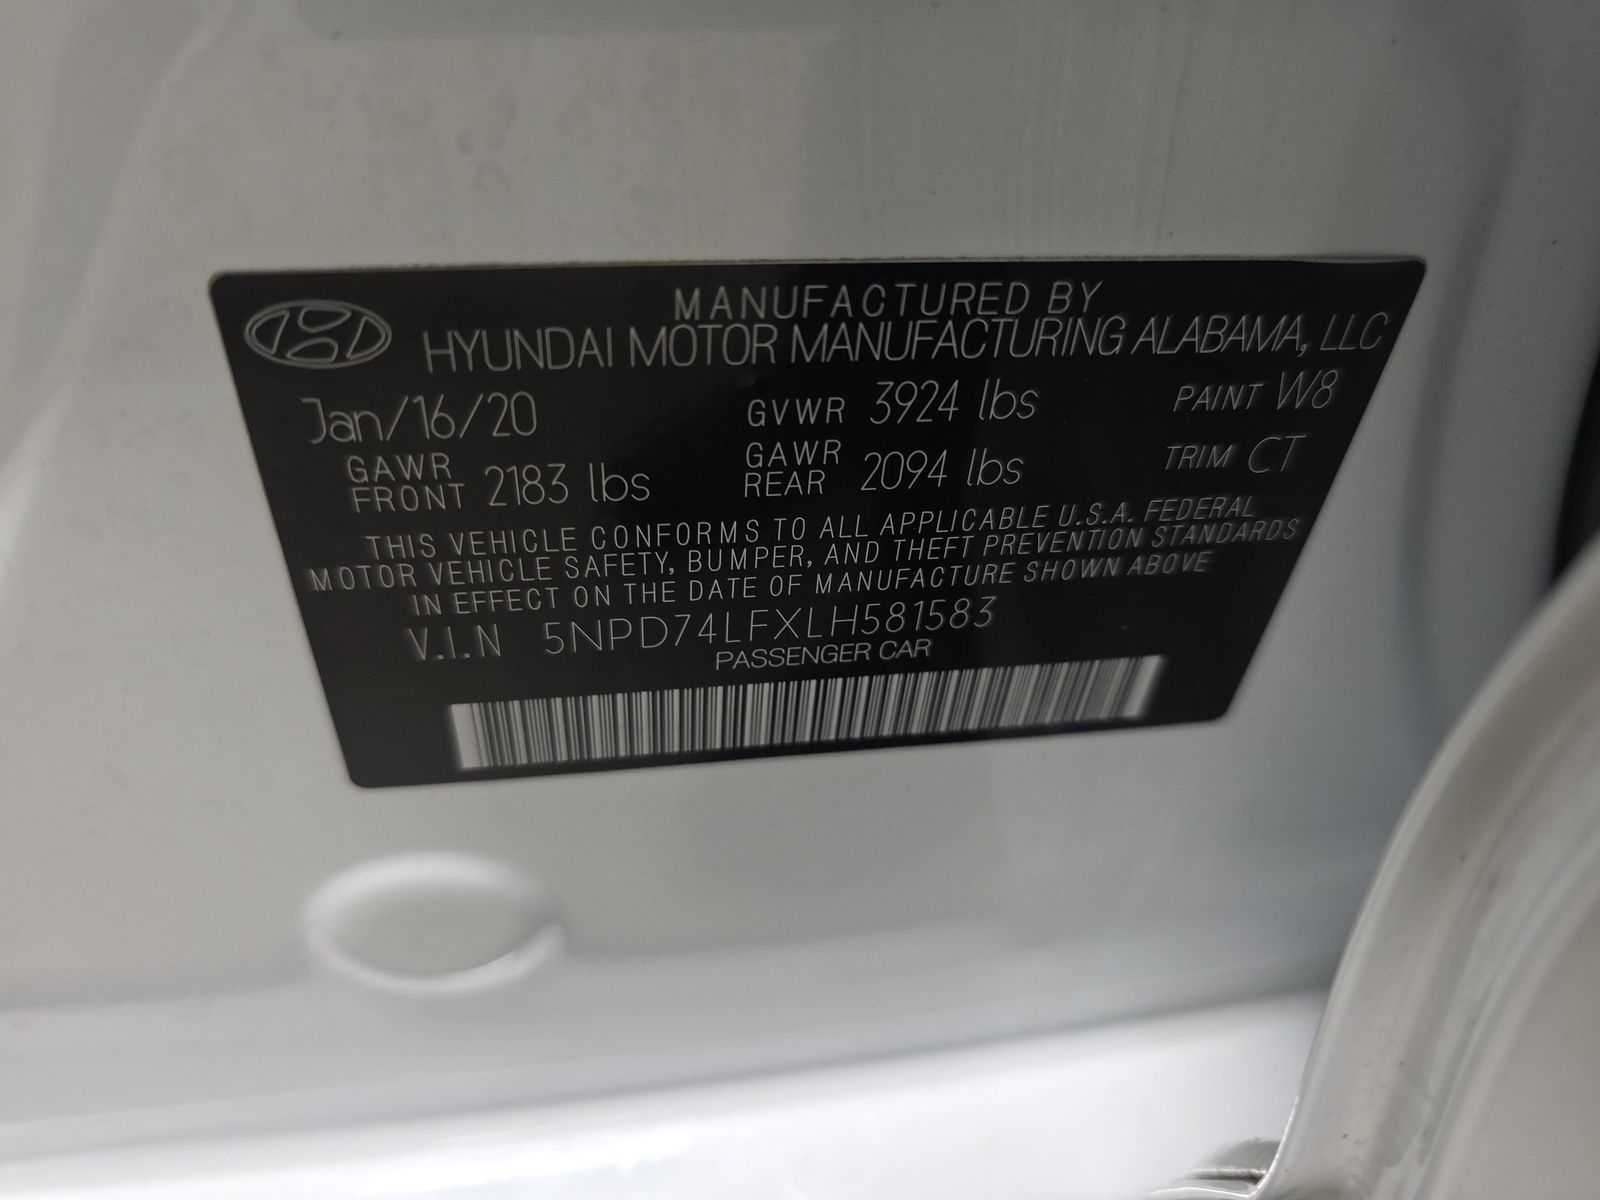 MANUFACTURED BY
HYUNDAI MOTOR MANUFACTURING ALABAMA, LLC
Jan/16/20 GVWR 3924 lbs PAINT W8
GAWR FRONT 2183 lbs GAWR REAR 2094 lbs TRIM CT
THIS VEHICLE CONFORMS TO ALL APPLICABLE U.S.A. FEDERAL
MOTOR VEHICLE SAFETY, BUMPER, AND THEFT PREVENTION STANDARDS
IN EFFECT ON THE DATE OF MANUFACTURE SHOWN ABOVE
V.I.N 5NPD74LFXLH581583
PASSENGER CAR